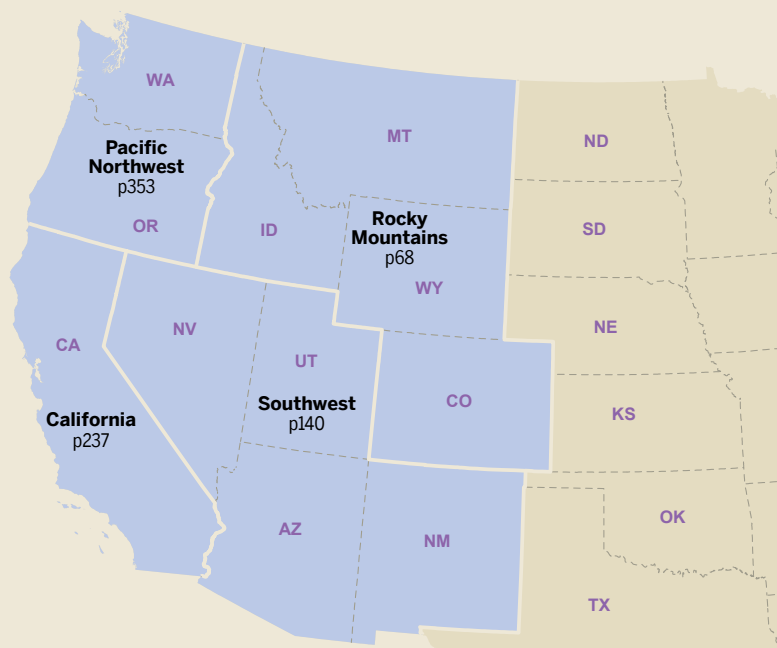 WA
Pacific
Northwest
p353
OR
MT
ID
Rocky
Mountains
p68
WY
ND
SD
NE
KS
OK
TX
CA
California
p237
NV
UT
Southwest
p140
CO
AZ
NM